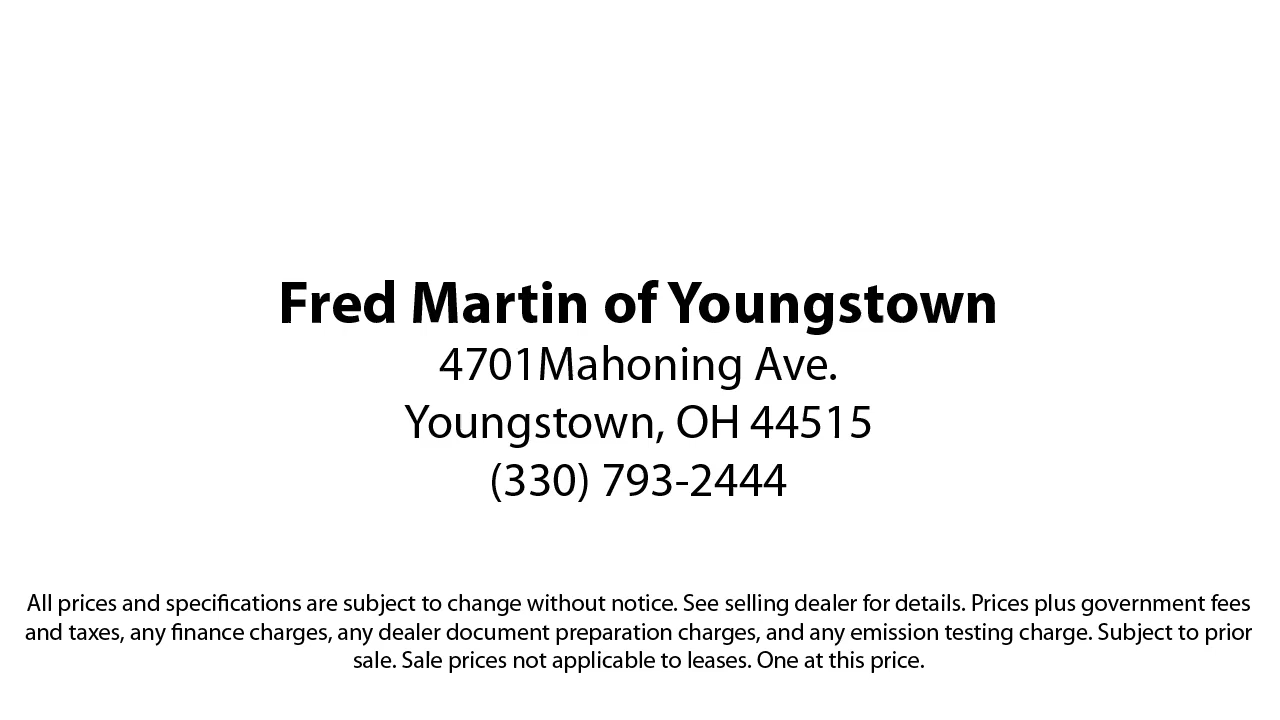 Fred Martin of Youngstown
4701Mahoning Ave.
Youngstown, OH 44515
(330) 793-2444
All prices and specifications are subject to change without notice. See selling dealer for details. Prices plus government fees
and taxes, any finance charges, any dealer document preparation charges, and any emission testing charge. Subject to prior
sale. Sale prices not applicable to leases. One at this price.